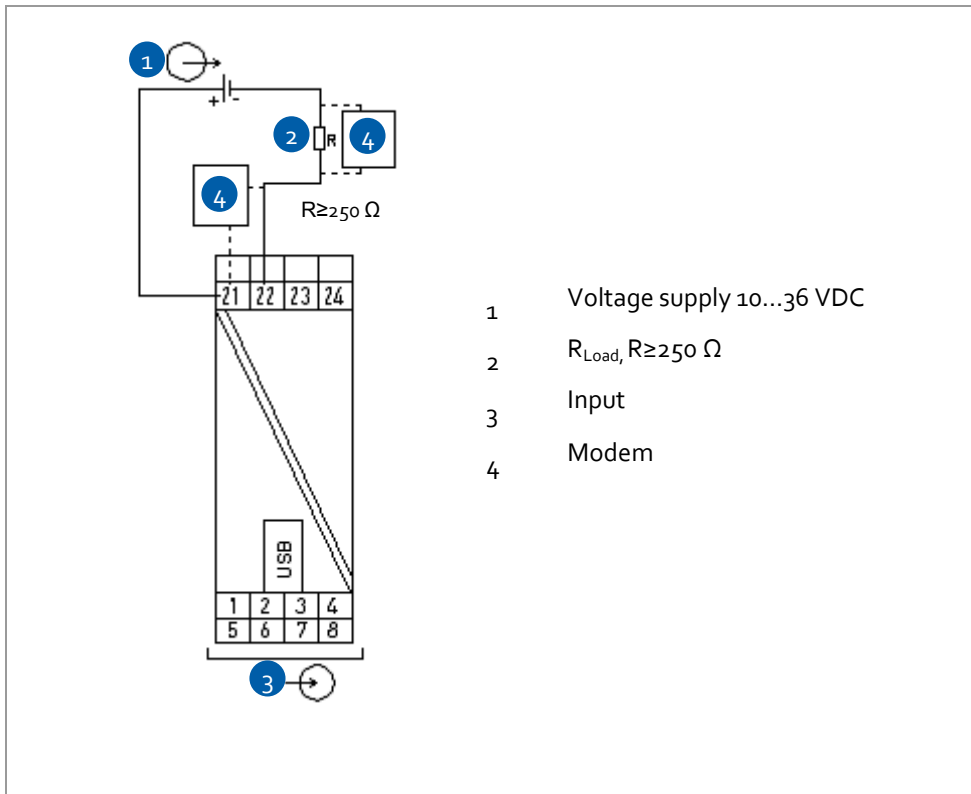 1
+ -
2 R 4
4
R≥250 Ω
21 22 23 24
1 Voltage supply 10...36 VDC
2 RLoad, R≥250 Ω
3 Input
4 Modem
USB
1 2 3 4
5 6 7 8
3